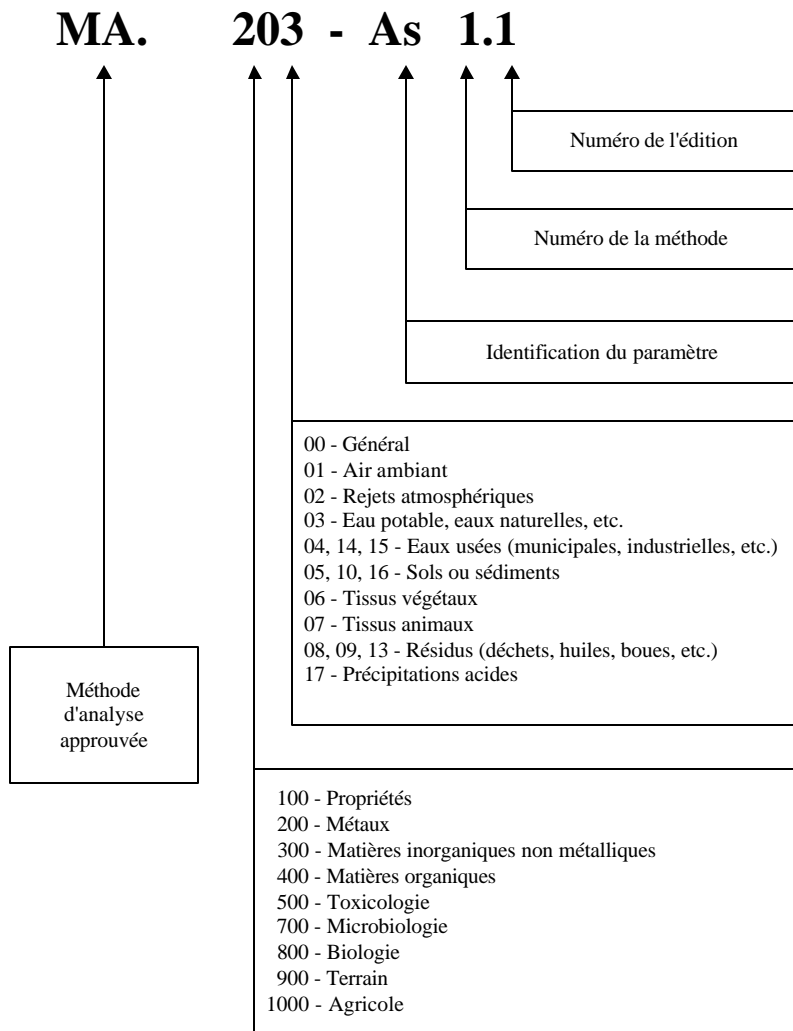 MA. 203 - As 1.1
Numéro de l'édition
Numéro de la méthode
Identification du paramètre
00 - Général
01 - Air ambiant
02 - Rejets atmosphériques
03 - Eau potable, eaux naturelles, etc.
04, 14, 15 - Eaux usées (municipales, industrielles, etc.)
05, 10, 16 - Sols ou sédiments
06 - Tissus végétaux
07 - Tissus animaux
08, 09, 13 - Résidus (déchets, huiles, boues, etc.)
17 - Précipitations acides
Méthode
d'analyse
approuvée
100 - Propriétés
200 - Métaux
300 - Matières inorganiques non métalliques
400 - Matières organiques
500 - Toxicologie
700 - Microbiologie
800 - Biologie
900 - Terrain
1000 - Agricole